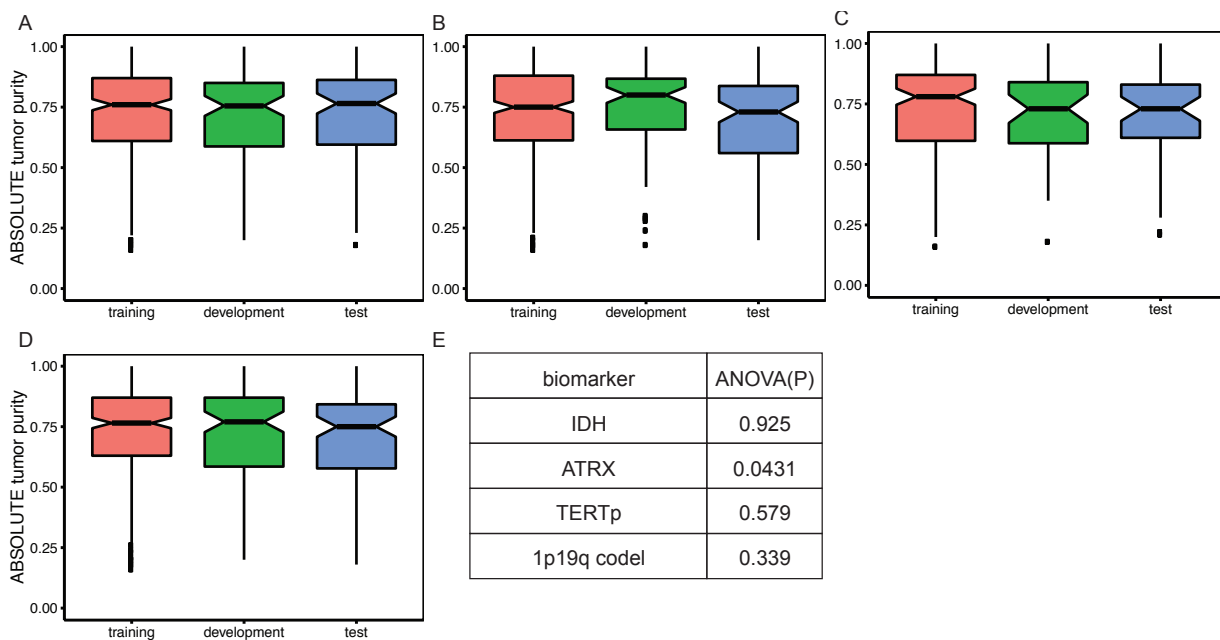 A
ABSOLUTE tumor purity
1.00
0.75
0.50
0.25
0.00
training development test
B
1.00
0.75
0.50
0.25
0.00
training development test
C
1.00
0.75
0.50
0.25
0.00
training development test
D
ABSOLUTE tumor purity
1.00
0.75
0.50
0.25
0.00
training development test
E
biomarker ANOVA(P)
IDH 0.925
ATRX 0.0431
TERTp 0.579
1p19q codel 0.339